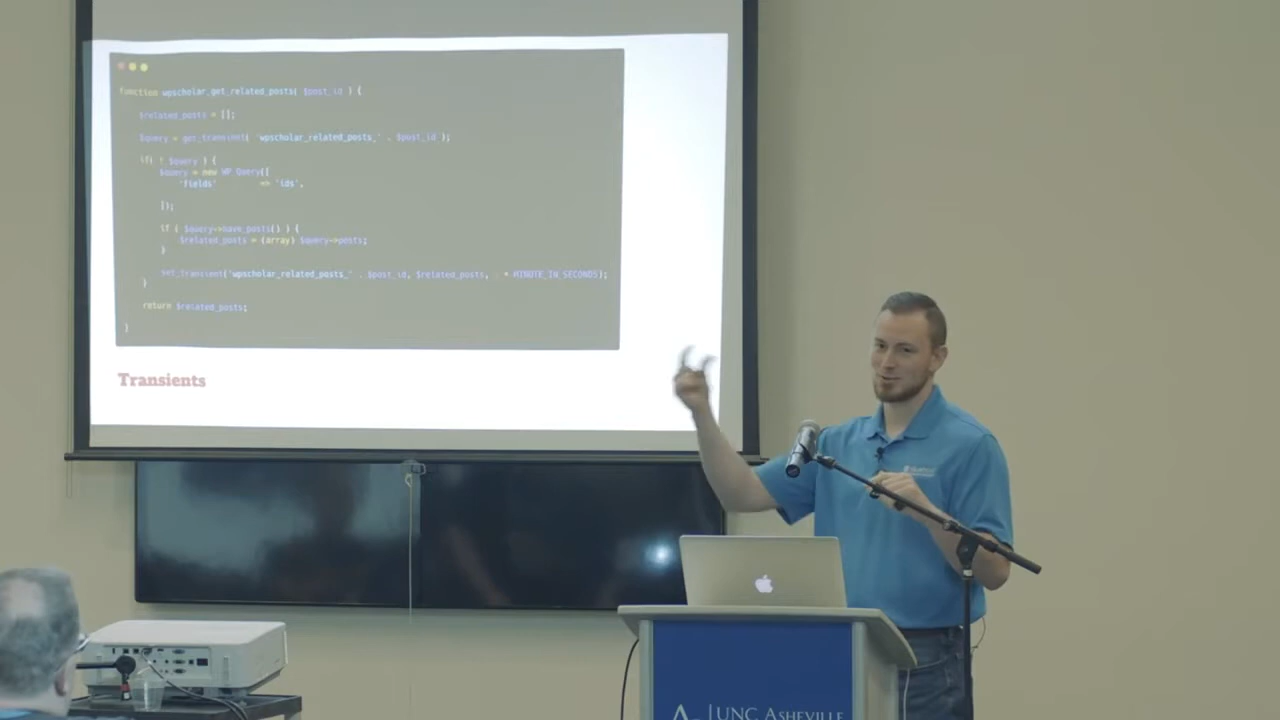 function wpscholar_get_related_posts( $post_id ) {
$related_posts = [];
$query = get_transient( 'wpscholar_related_posts_' . $post_id );
if( ! $query ) {
$query = new WP_Query([
'fields' => 'ids',
]);
if ( $query->have_posts() ) {
$related_posts = (array) $query->posts;
}
set_transient('wpscholar_related_posts_' . $post_id, $related_posts, * MINUTE_IN_SECONDS);
}
return $related_posts;
}
Transients
UNC ASHEVILLE